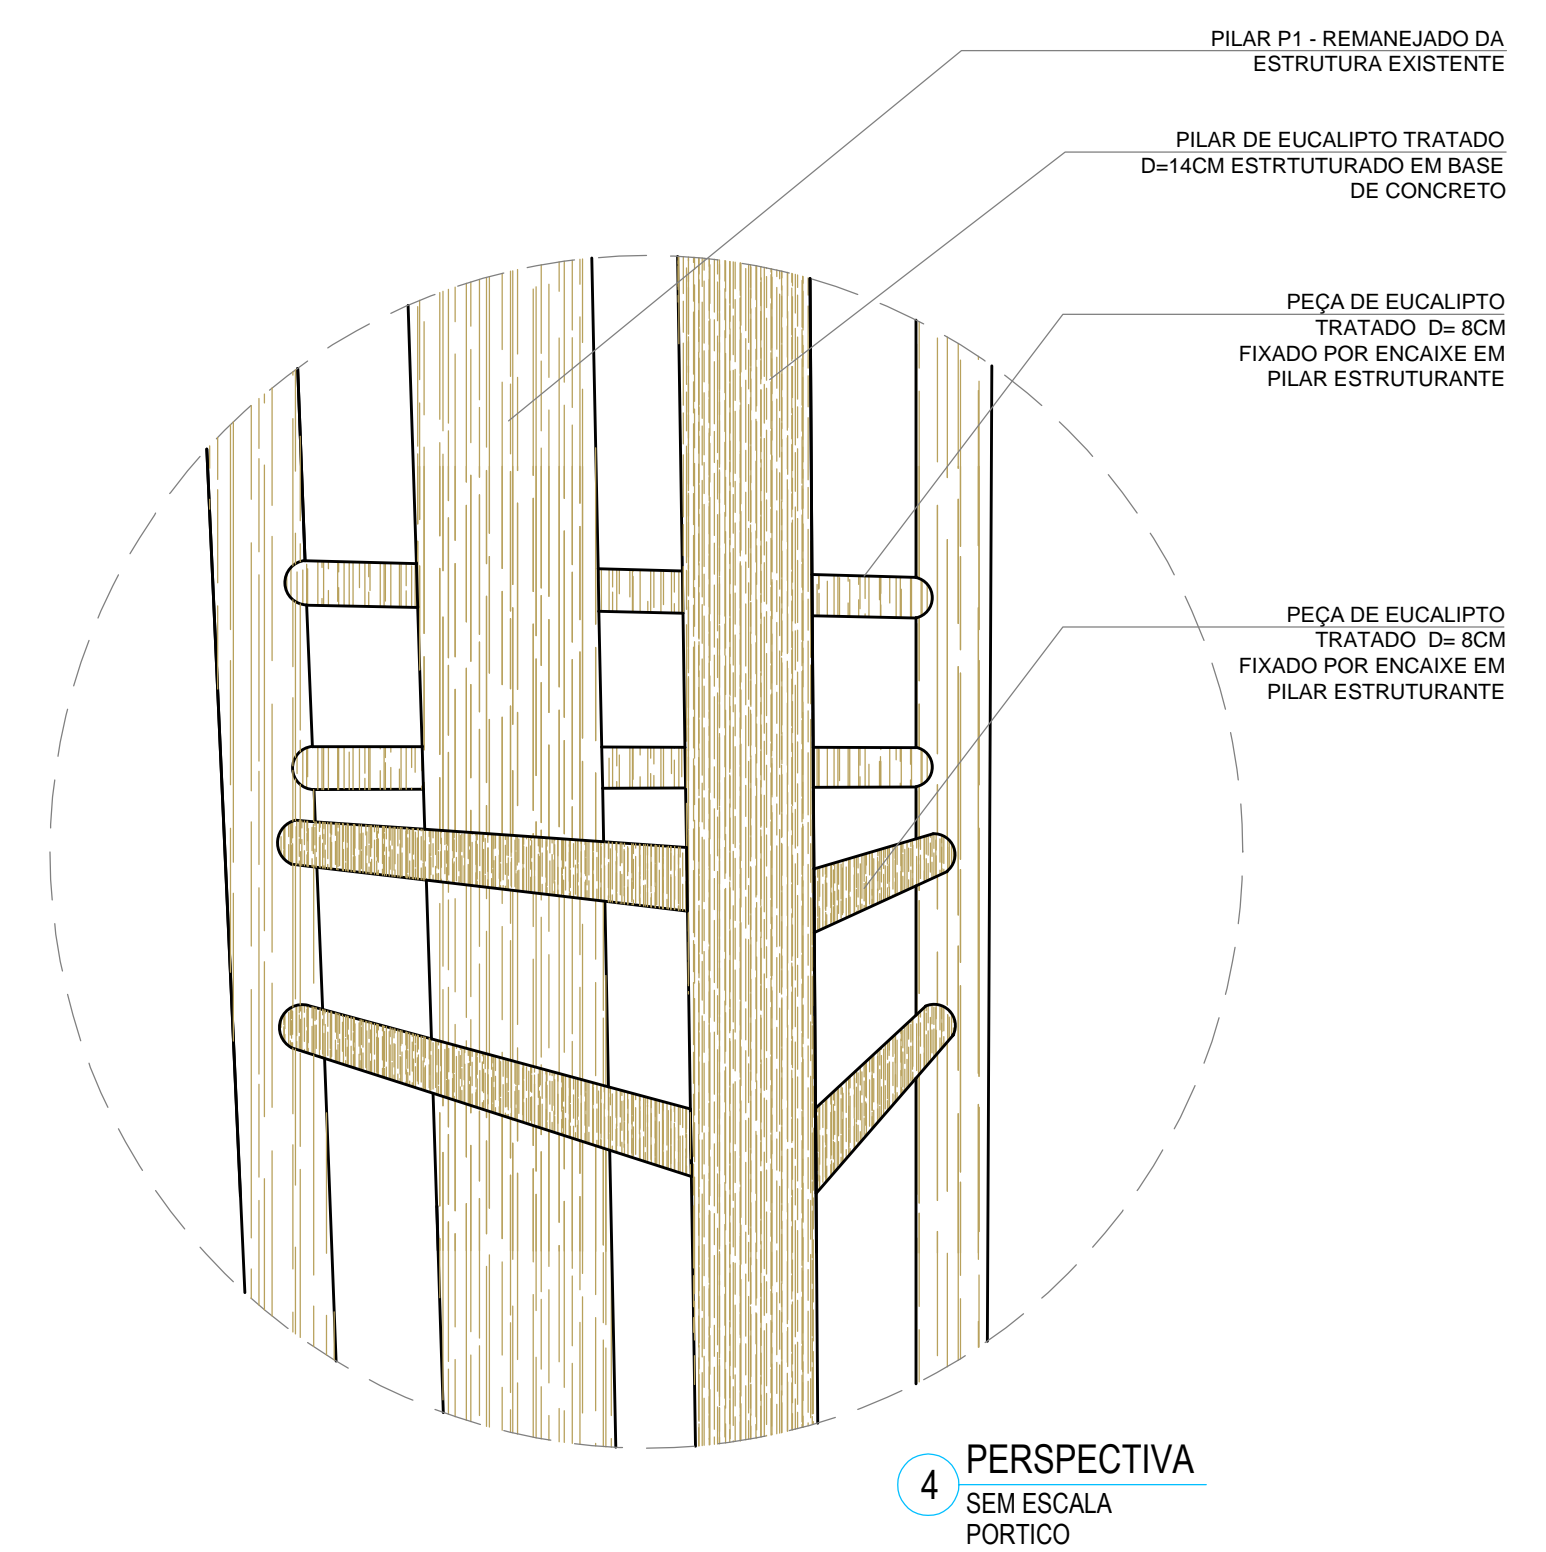 PILAR P1 - REMANEJADO DA
ESTRUTURA EXISTENTE
PILAR DE EUCALIPTO TRATADO
D=14CM ESTRTUTURADO EM BASE
DE CONCRETO
PEÇA DE EUCALIPTO
TRATADO  D= 8CM
FIXADO POR ENCAIXE EM
PILAR ESTRUTURANTE
PEÇA DE EUCALIPTO
TRATADO  D= 8CM
FIXADO POR ENCAIXE EM
PILAR ESTRUTURANTE
4
PERSPECTIVA
SEM ESCALA
PORTICO